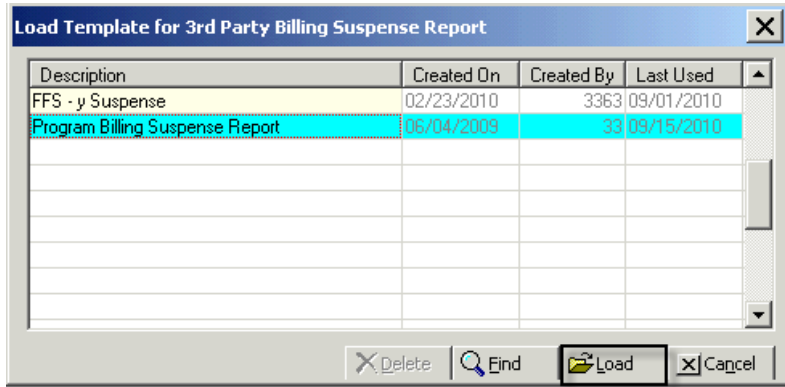 Load Template for 3rd Party Billing Suspense Report
Description Created On Created By Last Used
FFS - y Suspense 02/23/2010 3363 09/01/2010
Program Billing Suspense Report 06/04/2009 33 09/15/2010
Delete Find Load Cancel